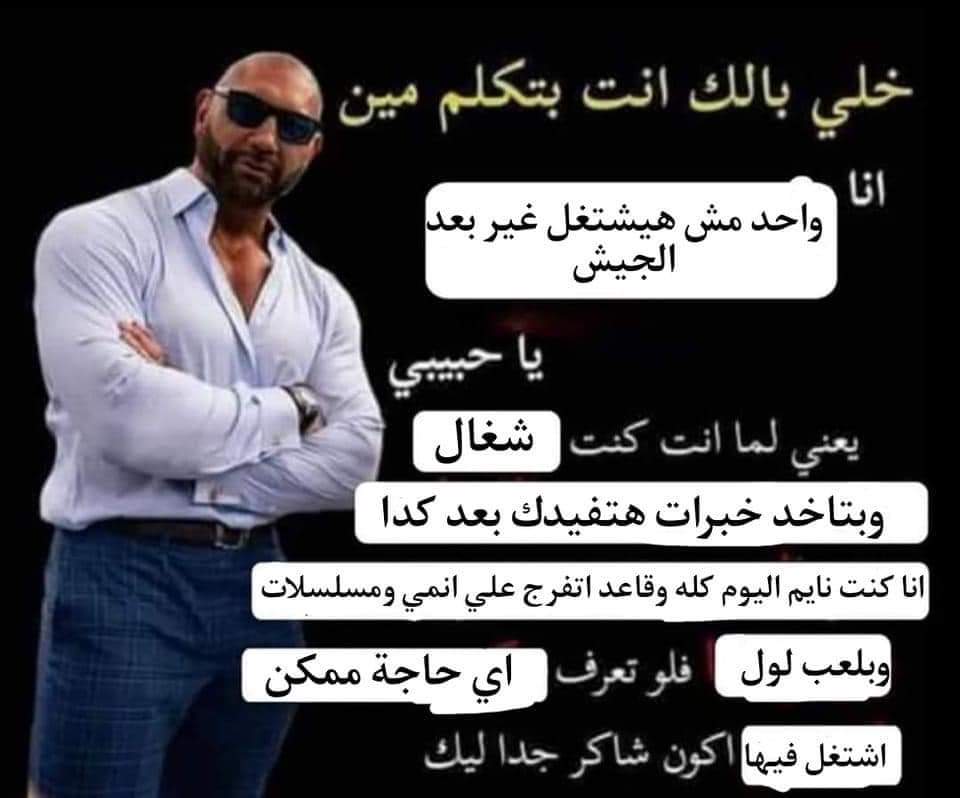 خلي بالك انت بتكلم مين
انا واحد مش هيشتغل غير بعد
الجيش
يا حبيبي
يعني لما انت كنت شغال
وبتاخد خبرات هتفيدك بعد كدا
انا كنت نايم اليوم كله وقاعد اتفرج علي انمي ومسلسلات
وبلعب لول فلو تعرف اي حاجة ممكن
اشتغل فيها اكون شاكر جدا ليك